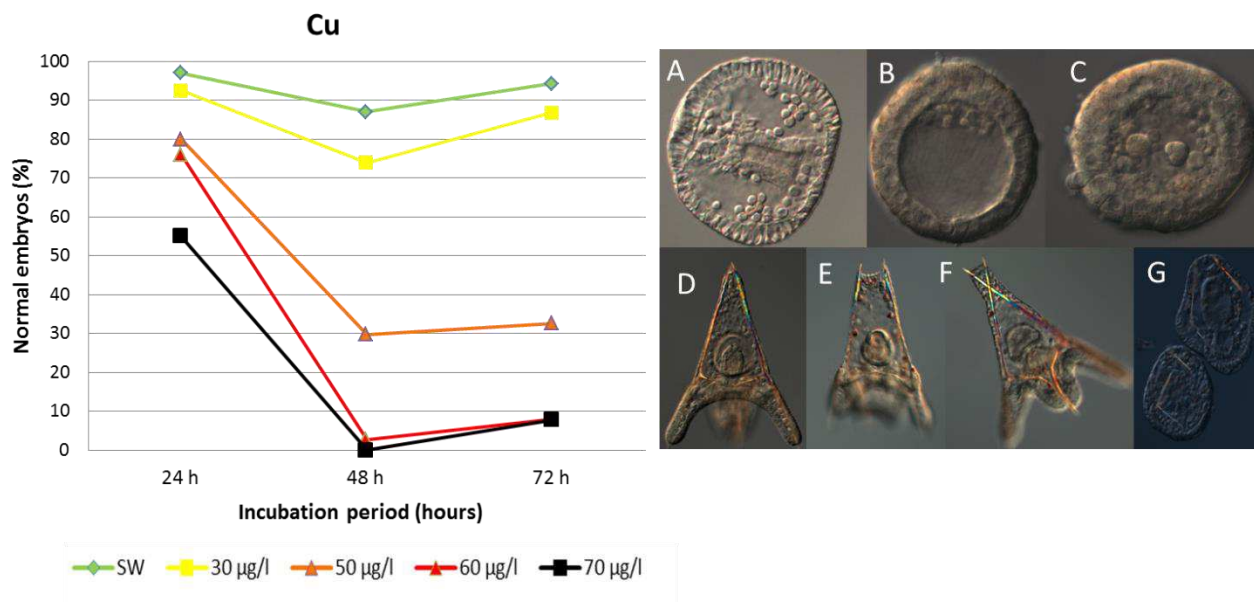 Cu
Normal embryos (%)
100
90
80
70
60
50
40
30
20
10
0
24 h 48 h 72 h
Incubation period (hours)
SW 30 µg/l 50 µg/l 60 µg/l 70 µg/l
A B C
D E F G